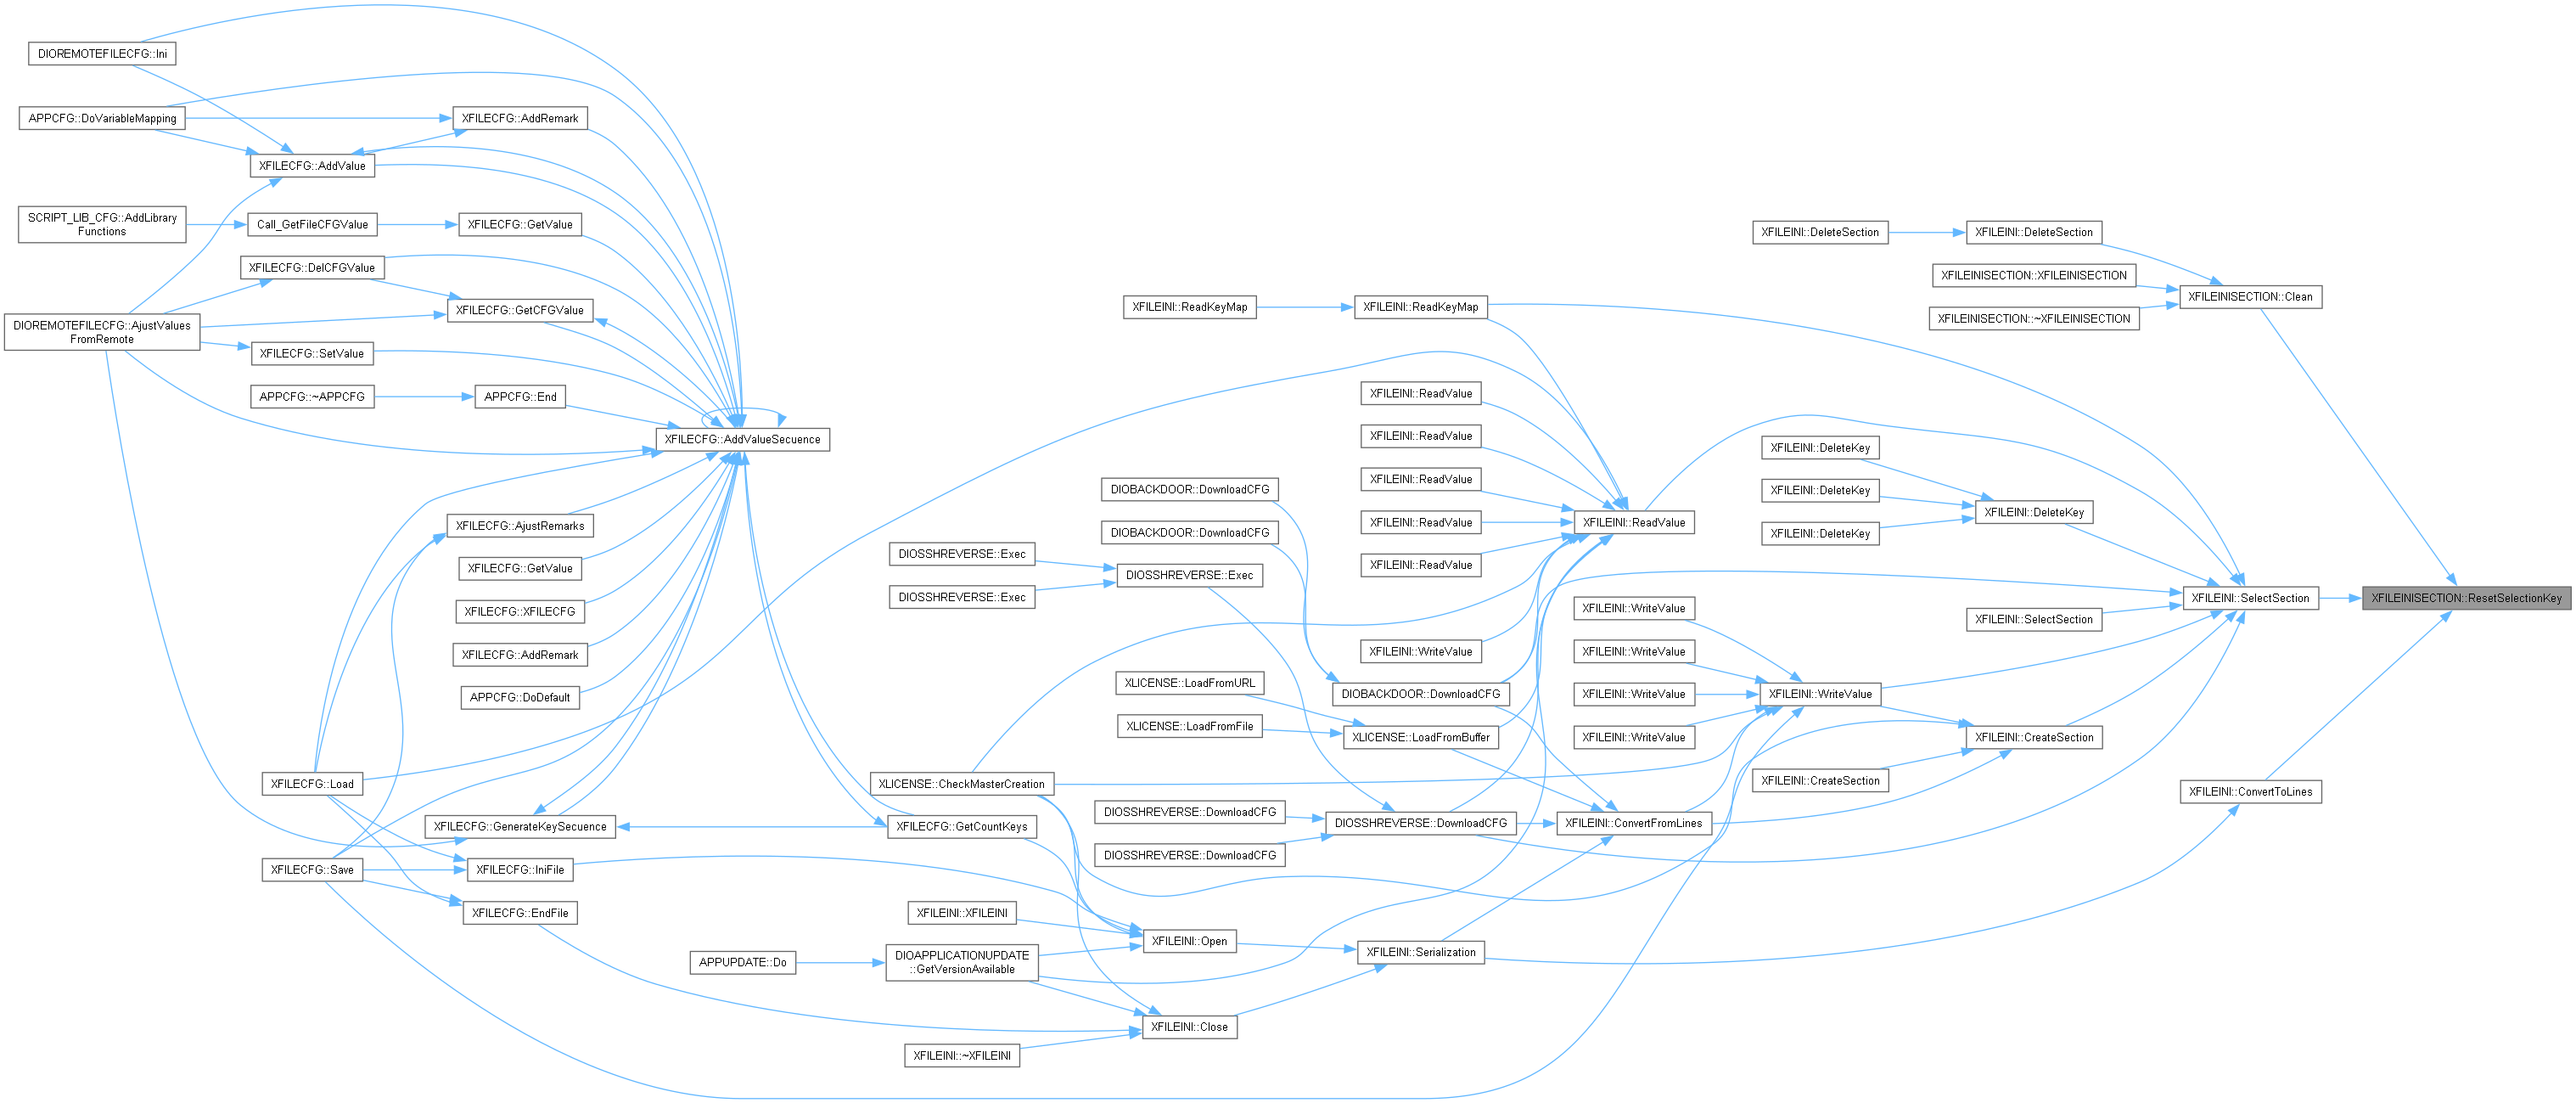 DIOREMOTEFILECFG::Ini
APPCFG::DoVariableMapping
XFILECFG::AddRemark
XFILECFG::AddValue
SCRIPT_LIB_CFG::AddLibrary
Functions
Call_GetFileCFGValue
XFILECFG::GetValue
XFILECFG::DelCFGValue
XFILECFG::GetCFGValue
DIOREMOTEFILECFG::AjustValues
FromRemote
XFILECFG::SetValue
APPCFG::~APPCFG
APPCFG::End
XFILECFG::AddValueSecuence
XFILECFG::AjustRemarks
XFILECFG::GetValue
XFILECFG::XFILECFG
XFILECFG::AddRemark
APPCFG::DoDefault
XFILECFG::Load
XFILECFG::GenerateKeySecuence
XFILECFG::GetCountKeys
XFILECFG::Save
XFILECFG::IniFile
XFILECFG::EndFile
XFILEINI::ReadKeyMap
XFILEINI::ReadKeyMap
XFILEINI::ReadValue
XFILEINI::ReadValue
XFILEINI::ReadValue
XFILEINI::ReadValue
XFILEINI::ReadValue
XFILEINI::ReadValue
DIOBACKDOOR::DownloadCFG
DIOBACKDOOR::DownloadCFG
DIOSSHREVERSE::Exec
DIOSSHREVERSE::Exec
DIOSSHREVERSE::Exec
XFILEINI::WriteValue
DIOBACKDOOR::DownloadCFG
XLICENSE::LoadFromURL
XLICENSE::LoadFromFile
XLICENSE::LoadFromBuffer
XLICENSE::CheckMasterCreation
DIOSSHREVERSE::DownloadCFG
DIOSSHREVERSE::DownloadCFG
DIOSSHREVERSE::DownloadCFG
XFILEINI::XFILEINI
XFILEINI::Open
DIOAPPLICATIONUPDATE
::GetVersionAvailable
APPUPDATE::Do
XFILEINI::Serialization
XFILEINI::Close
XFILEINI::~XFILEINI
XFILEINI::DeleteSection
XFILEINI::DeleteSection
XFILEINISECTION::XFILEINISECTION
XFILEINISECTION::~XFILEINISECTION
XFILEINISECTION::Clean
XFILEINI::DeleteKey
XFILEINI::DeleteKey
XFILEINI::DeleteKey
XFILEINI::DeleteKey
XFILEINI::SelectSection
XFILEINI::SelectSection
XFILEINISECTION::ResetSelectionKey
XFILEINI::WriteValue
XFILEINI::WriteValue
XFILEINI::WriteValue
XFILEINI::WriteValue
XFILEINI::WriteValue
XFILEINI::CreateSection
XFILEINI::CreateSection
XFILEINI::ConvertToLines
XFILEINI::ConvertFromLines